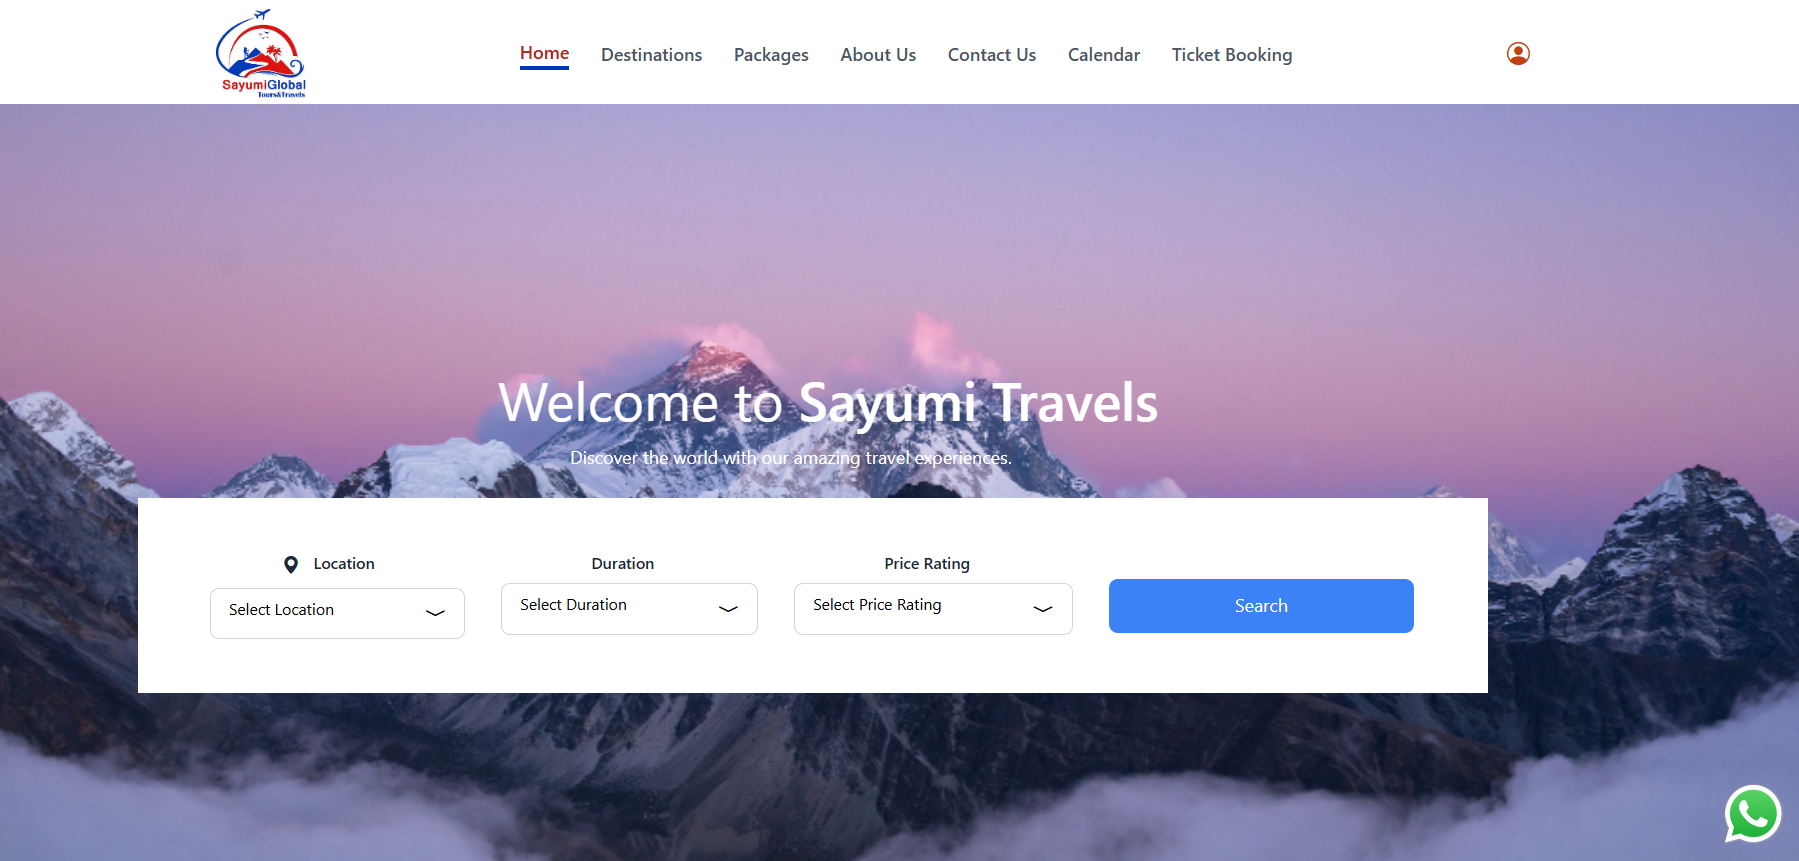 SayumiGlobal
Tours&Travels
Home
Destinations
Packages
About Us
Contact Us
Calendar
Ticket Booking
Welcome to Sayumi Travels
Discover the world with our amazing travel experiences.
Location
Select Location
Duration
Select Duration
Price Rating
Select Price Rating
Search